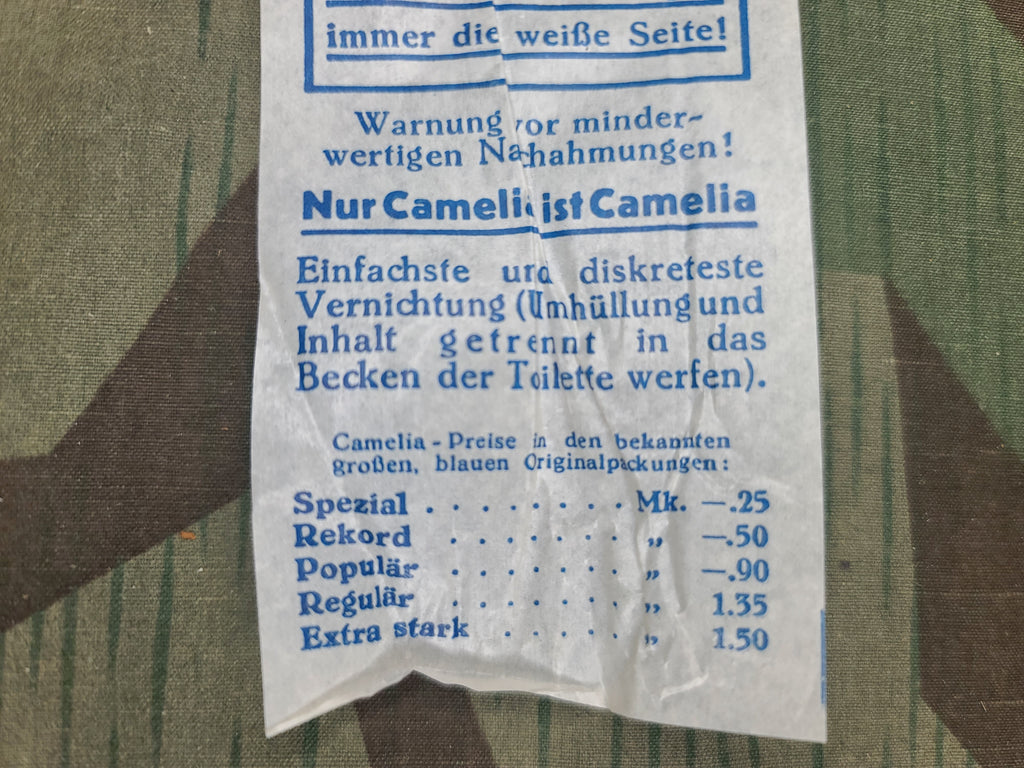 immer die weiße Seite!
Warnung vor minder-
wertigen Nachahmungen!
Nur Camelia ist Camelia
Einfachste und diskreteste
Vernichtung (Umhüllung und
Inhalt getrennt in das
Becken der Toilette werfen).
Camelia - Preise in den bekannten
großen, blauen Originalpackungen:
Spezial . . . . . . . . Mk. —.25
Rekord . . . . . . . „ —.50
Populär . . . . . . . „ —.90
Regulär . . . . . . . „ 1.35
Extra stark . . . . . „ 1.50